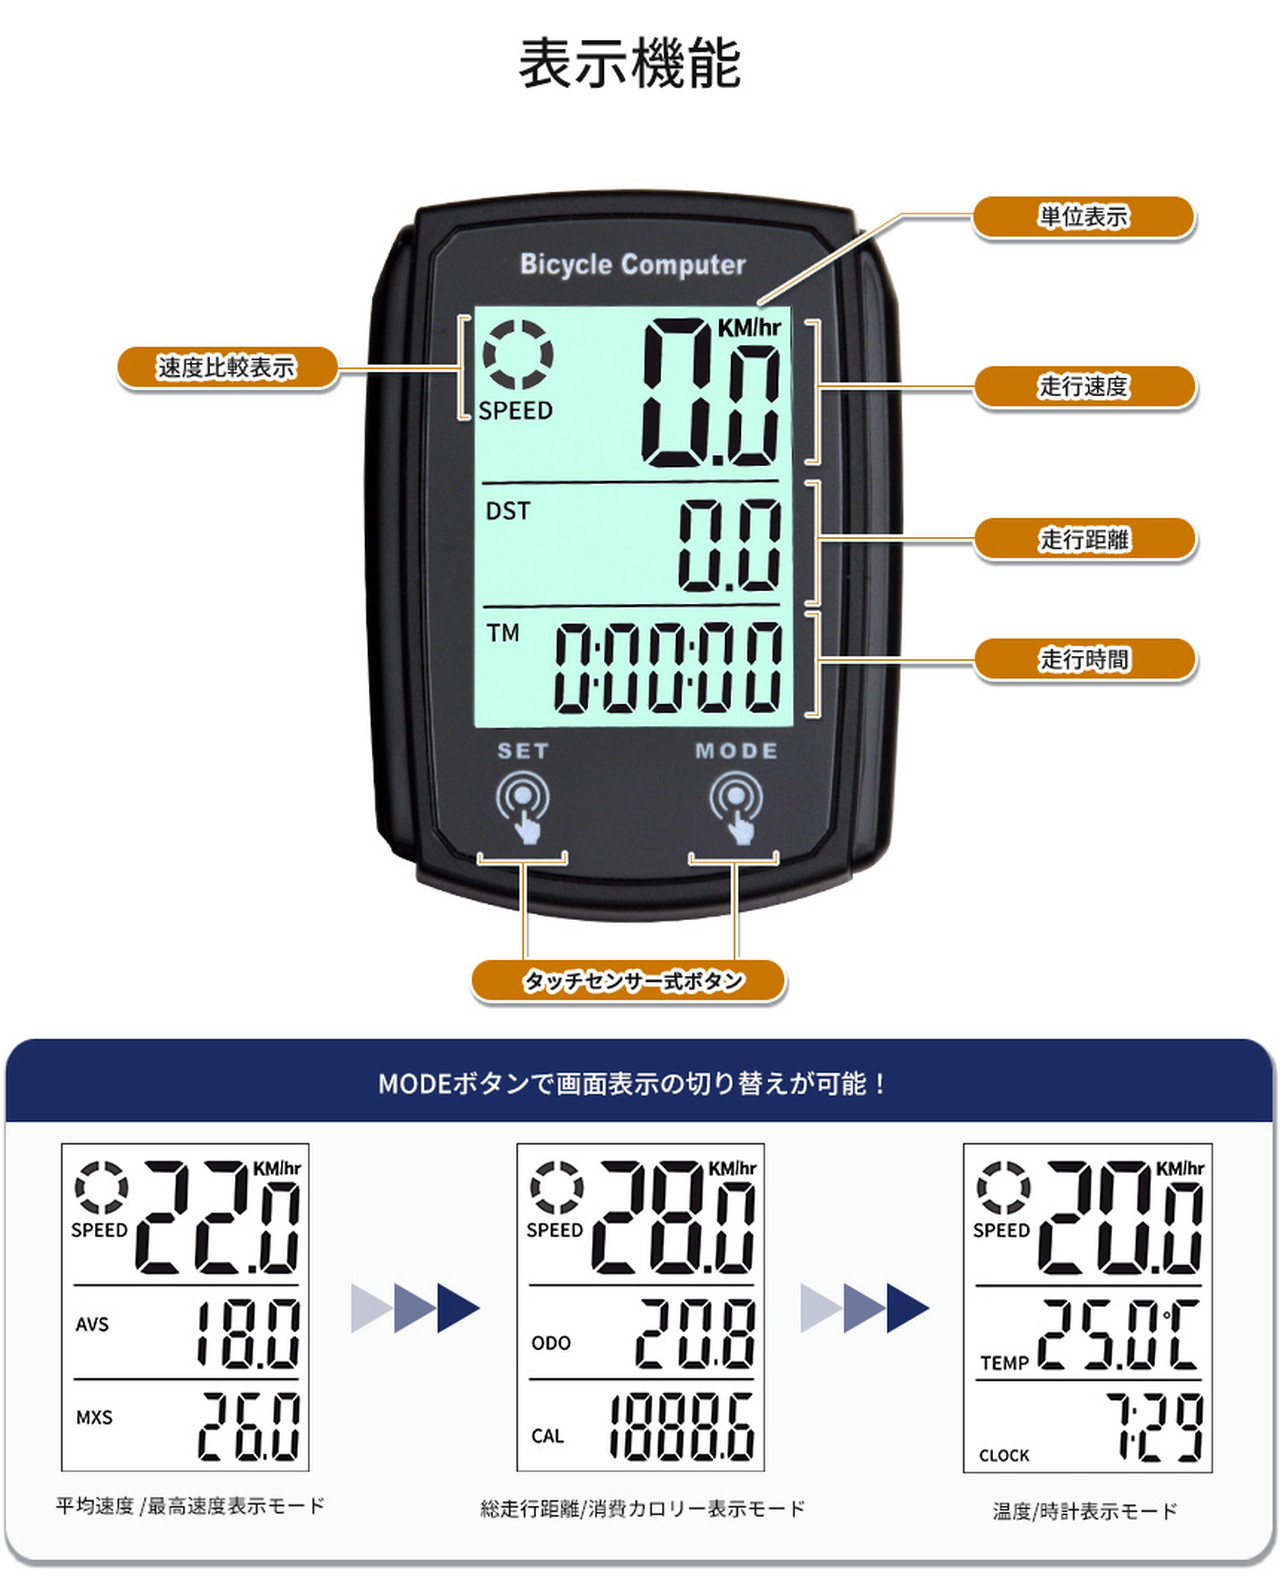 表示機能
単位表示
Bicycle Computer
速度比較表示
KM/hr
0.0
SPEED
走行速度
DST
0.0
走行距離
TM
0:00:00
走行時間
SET
MODE
タッチセンサー式ボタン
MODEボタンで画面表示の切り替えが可能！
KM/hr
22.0
SPEED
AVS
18.0
MXS
26.0
平均速度 /最高速度表示モード
KM/hr
28.0
SPEED
ODO
20.8
CAL
1888.6
総走行距離/消費カロリー表示モード
KM/hr
20.0
SPEED
TEMP
25.0℃
CLOCK
7:29
温度/時計表示モード